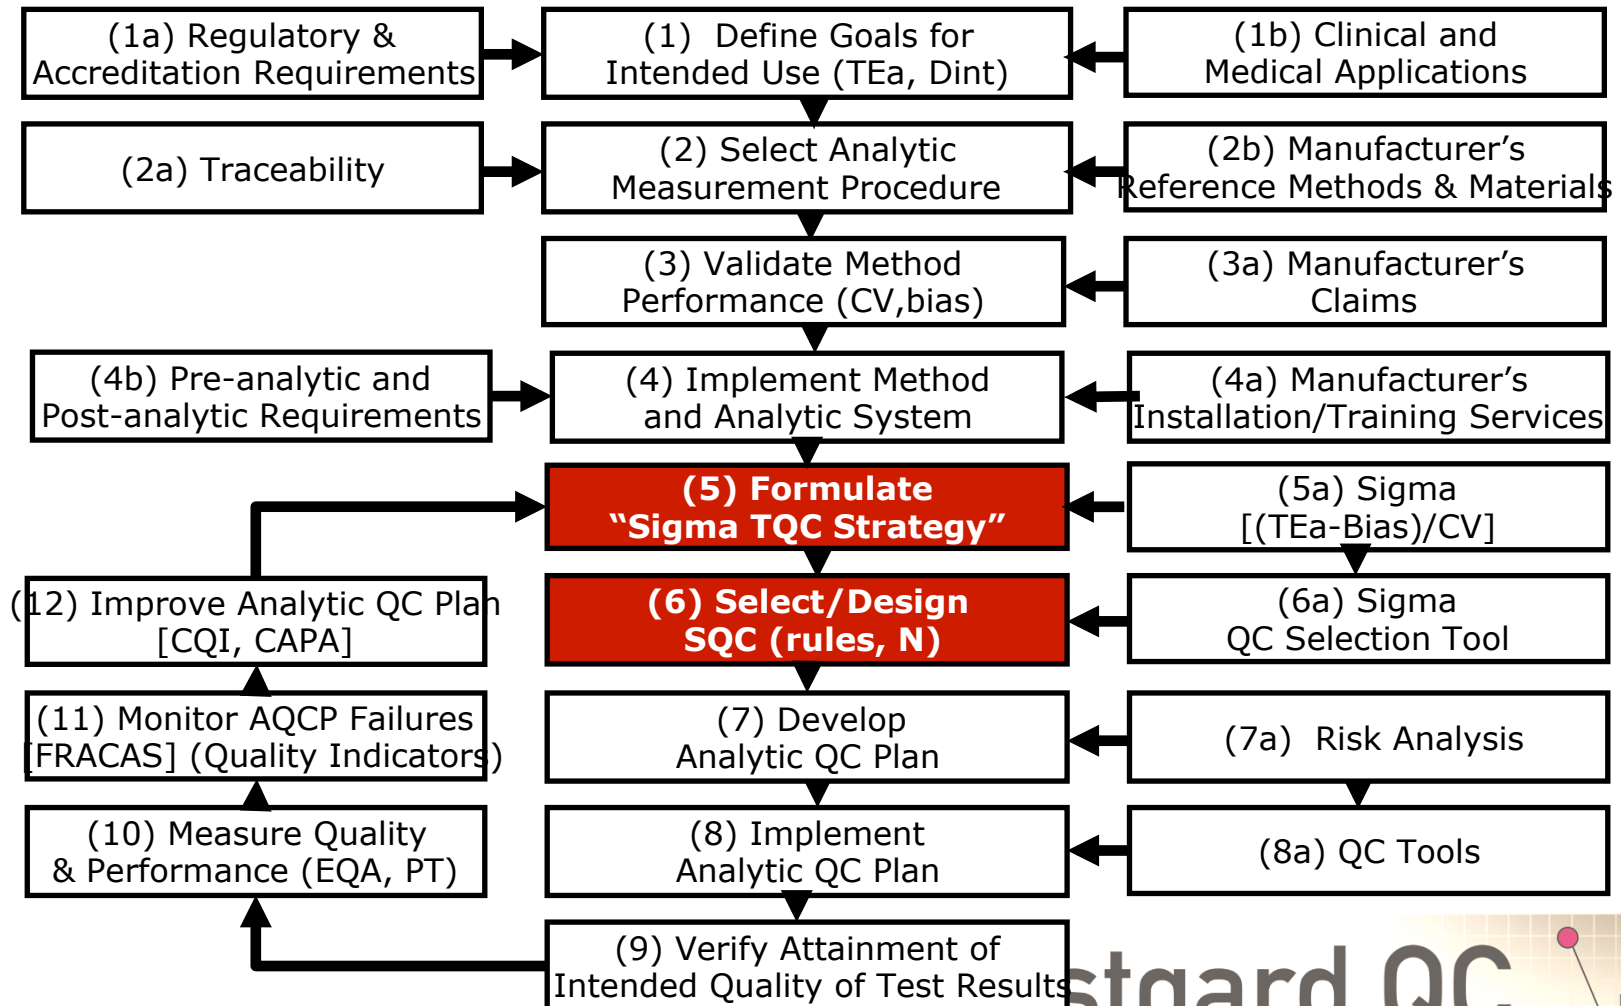 (1a) Regulatory &
Accreditation Requirements
(1) Define Goals for
Intended Use (TEa, Dint)
(1b) Clinical and
Medical Applications
(2a) Traceability
(2) Select Analytic
Measurement Procedure
(2b) Manufacturer’s
Reference Methods & Materials
(3) Validate Method
Performance (CV,bias)
(3a) Manufacturer’s
Claims
(4b) Pre-analytic and
Post-analytic Requirements
(4) Implement Method
and Analytic System
(4a) Manufacturer’s
Installation/Training Services
(5) Formulate
“Sigma TQC Strategy”
(5a) Sigma
[(TEa-Bias)/CV]
(12) Improve Analytic QC Plan
[CQI, CAPA]
(6) Select/Design
SQC (rules, N)
(6a) Sigma
QC Selection Tool
(11) Monitor AQCP Failures
[FRACAS] (Quality Indicators)
(7) Develop
Analytic QC Plan
(7a) Risk Analysis
(10) Measure Quality
& Performance (EQA, PT)
(8) Implement
Analytic QC Plan
(8a) QC Tools
(9) Verify Attainment of
Intended Quality of Test Results
stgard QC